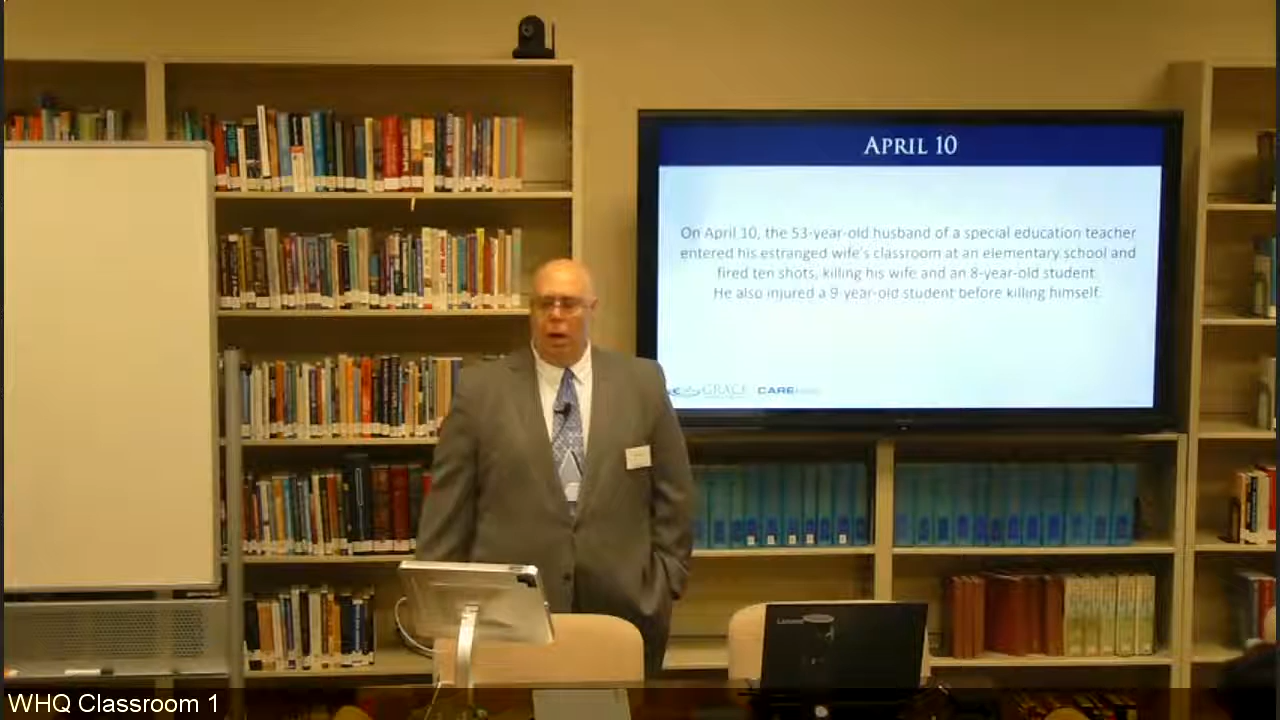 APRIL 10
On April 10, the 53-year-old husband of a special education teacher
entered his estranged wife's classroom at an elementary school and
fired ten shots, killing his wife and an 8-year-old student.
He also injured a 9-year-old student before killing himself.
GRACE
CARE
Lenovo
WHQ Classroom 1